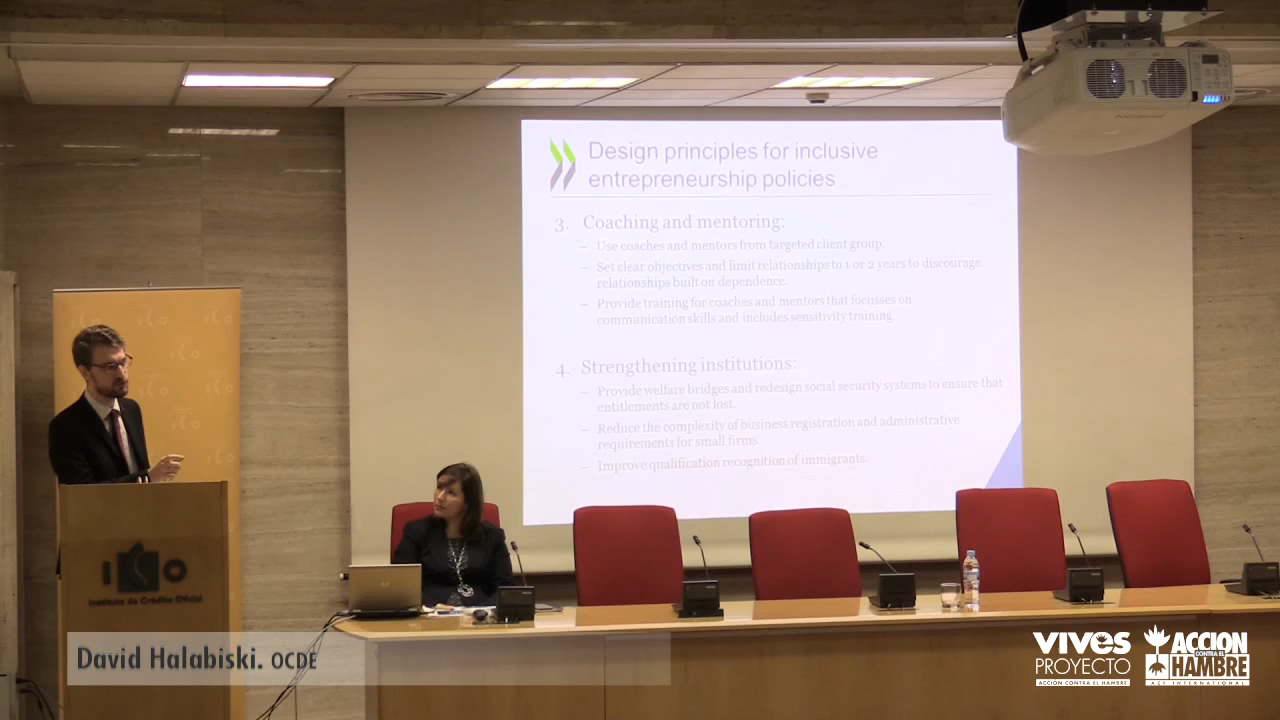 Design principles for inclusive
entrepreneurship policies
3. Coaching and mentoring:
– Use coaches and mentors from targeted client group.
– Set clear objectives and limit relationships to 1 or 2 years to discourage
relationships built on dependence.
– Provide training for coaches and mentors that focusses on
communication skills and includes sensitivity training.
4. Strengthening institutions:
– Provide welfare bridges and redesign social security systems to ensure that
entitlements are not lost.
– Reduce the complexity of business registration and administrative
requirements for small firms.
– Improve qualification recognition of immigrants.
ICO
Instituto de Crédito Oficial
David Halabiski. OCDE
VIVES
PROYECTO
ACCIÓN CONTRA EL HAMBRE
ACCION
CONTRA EL
HAMBRE
ACF INTERNATIONAL